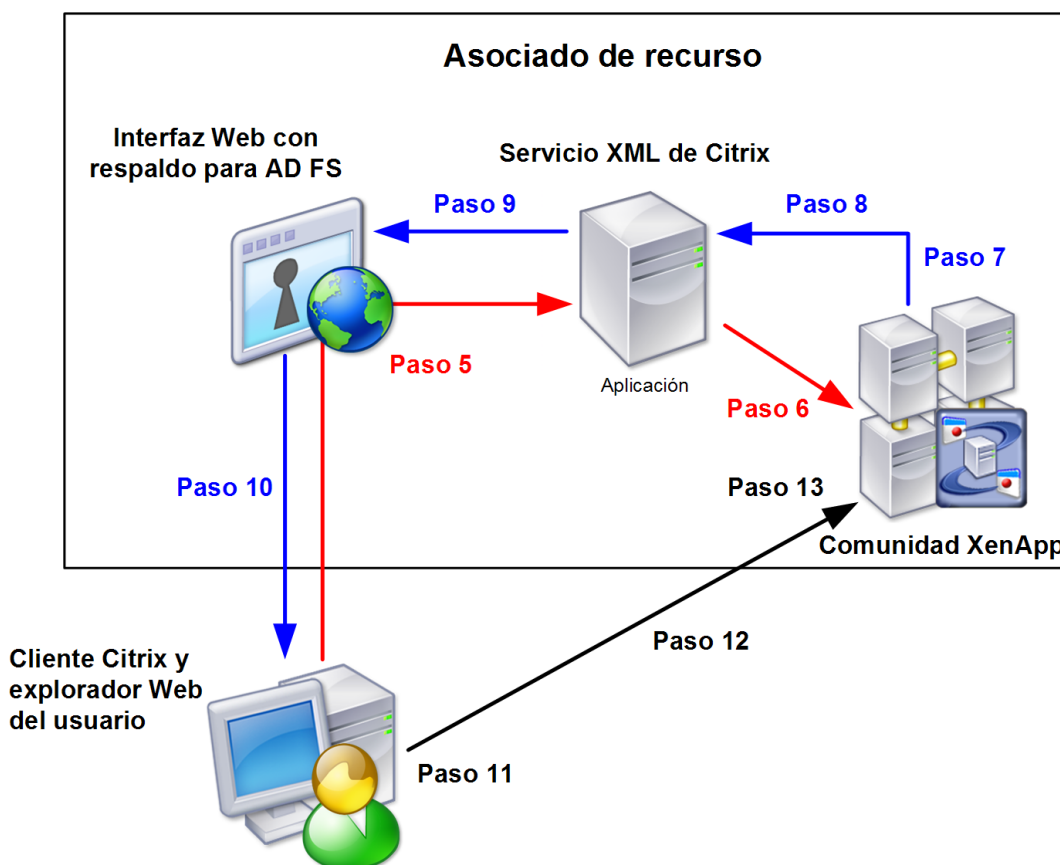 Asociado de recurso
Interfaz Web con
respaldo para AD FS
Servicio XML de Citrix
Paso 9
Paso 8
Paso 7
Paso 5
Aplicación
Paso 6
Paso 10
Paso 13
Comunidad XenApp
Paso 12
Cliente Citrix y
explorador Web
del usuario
Paso 11